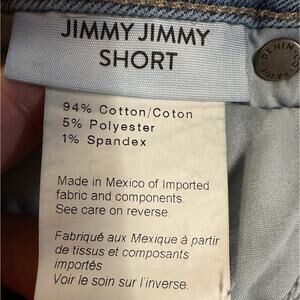 JIMMY JIMMY
SHORT
94% Cotton/Coton
5% Polyester
1% Spandex
Made in Mexico of Imported
fabric and components.
See care on reverse.
Fabriqué aux Mexique à partir
de tissus et composants
importés
Voir le soin sur l'inverse.
DENIM